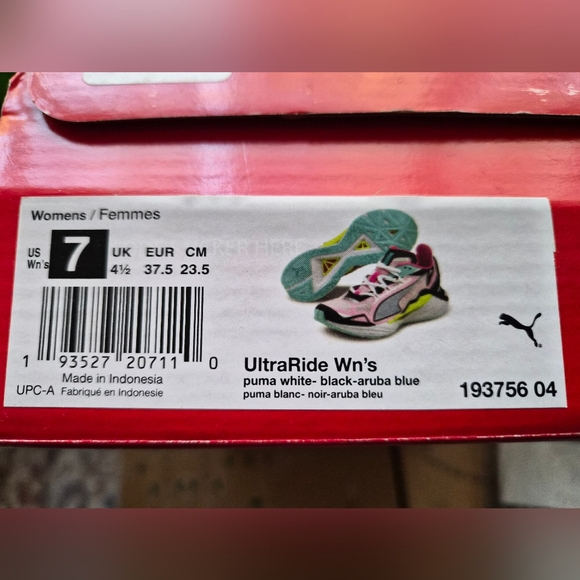 Womens / Femmes
US Wn's 7 UK 4½ EUR 37.5 CM 23.5
1 93527 20711 0
UPC-A Made in Indonesia
Fabriqué en Indonesie
UltraRide Wn's
puma white- black-aruba blue
puma blanc- noir-aruba bleu
193756 04